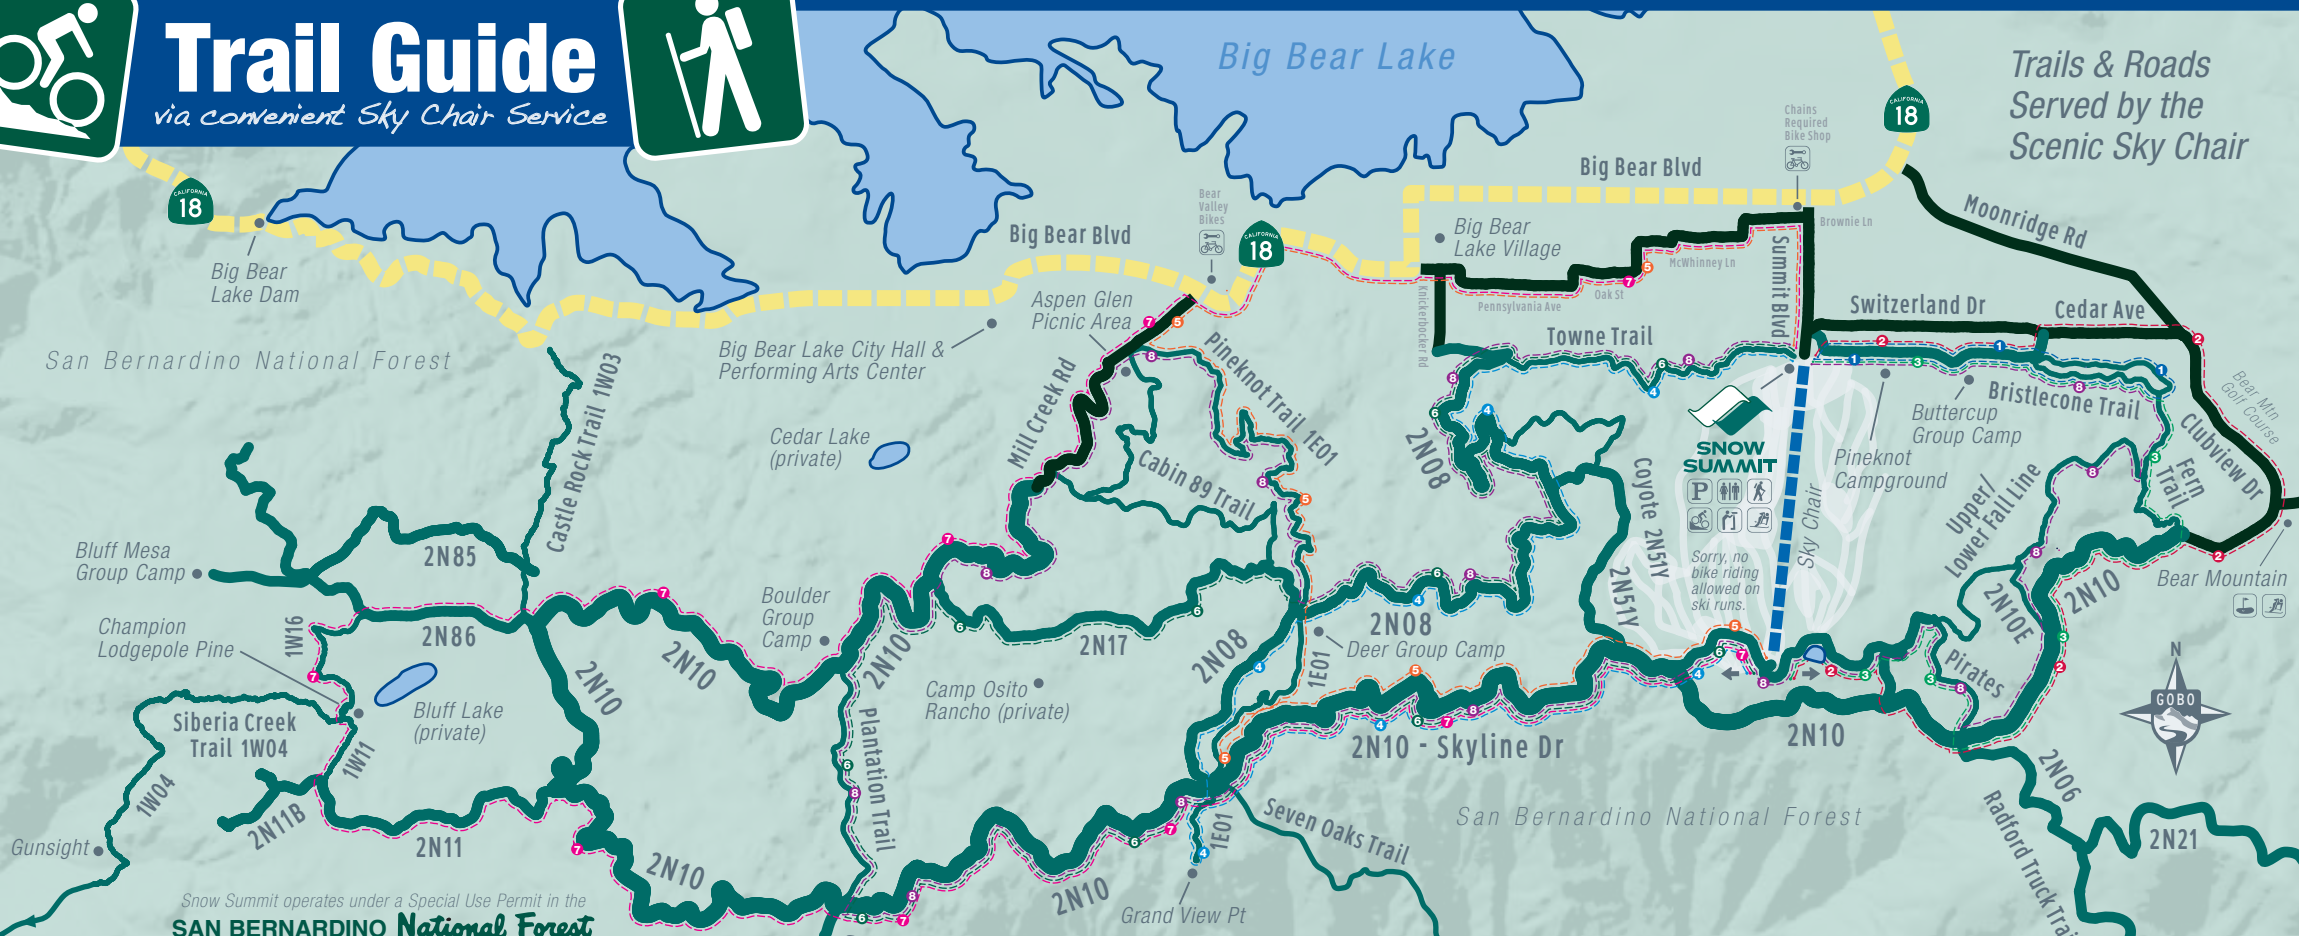 Trail Guide
via convenient Sky Chair Service
Big Bear Lake
Trails & Roads
Served by the
Scenic Sky Chair
CALIFORNIA
18
CALIFORNIA
18
CALIFORNIA
18
Chains
Required
Bike Shop
Big Bear Blvd
Moonridge Rd
Bear
Valley
Bikes
Big Bear Blvd
Big Bear
Lake Village
Brownie Ln
Summit Blvd
McWhinney Ln
Oak St
Pennsylvania Ave
Knickerbocker Rd
Big Bear
Lake Dam
Aspen Glen
Picnic Area
Big Bear Lake City Hall &
Performing Arts Center
San Bernardino National Forest
Castle Rock Trail 1W03
Mill Creek Rd
Pineknot Trail 1E01
Towne Trail
Switzerland Dr
Cedar Ave
Bear Mtn
Golf Course
Bristlecone Trail
Clubview Dr
Buttercup
Group Camp
Pineknot
Campground
Cedar Lake
(private)
Cabin 89 Trail
2N08
Coyote 2N51Y
SNOW
SUMMIT
P
Sky Chair
Sorry, no
bike riding
allowed on
ski runs.
Upper/
Lower Fall Line
Fern
Trail
2N51Y
2N10E
2N10
Bear Mountain
Bluff Mesa
Group Camp
2N85
2N86
1W16
Champion
Lodgepole Pine
Boulder
Group
Camp
2N10
2N10
2N10
2N17
2N08
2N08
1E01
Deer Group Camp
Pirates
N
GOBO
Bluff Lake
(private)
Camp Osito
Rancho (private)
Siberia Creek
Trail 1W04
1W11
1W04
2N11B
2N11
Gunsight
Plantation Trail
2N10 - Skyline Dr
2N10
2N06
2N21
Radford Truck Trai
Seven Oaks Trail
1E01
San Bernardino National Forest
2N10
2N10
Grand View Pt
Snow Summit operates under a Special Use Permit in the
SAN BERNARDINO National Forest